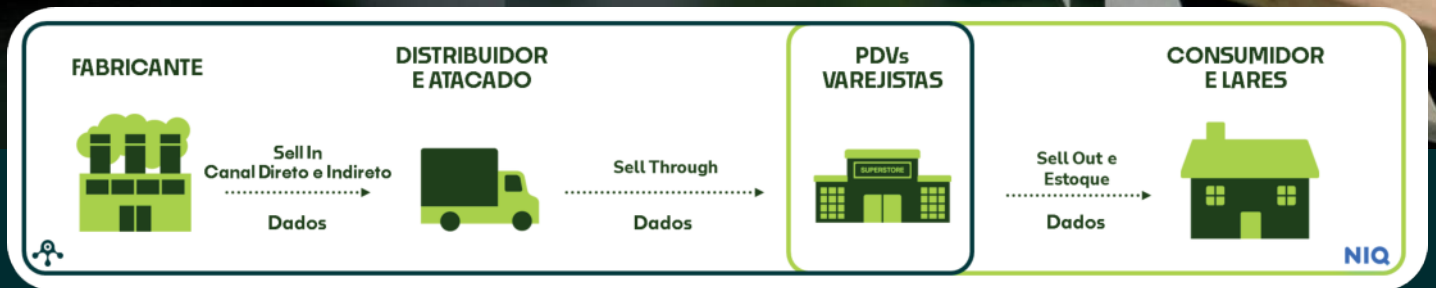 FABRICANTE
DISTRIBUIDOR
E ATACADO
PDVs
VAREJISTAS
CONSUMIDOR
E LARES
Sell In
Canal Direto e Indireto
Dados
Sell Through
Dados
SUPERSTORE
Sell Out e
Estoque
Dados
NIQ